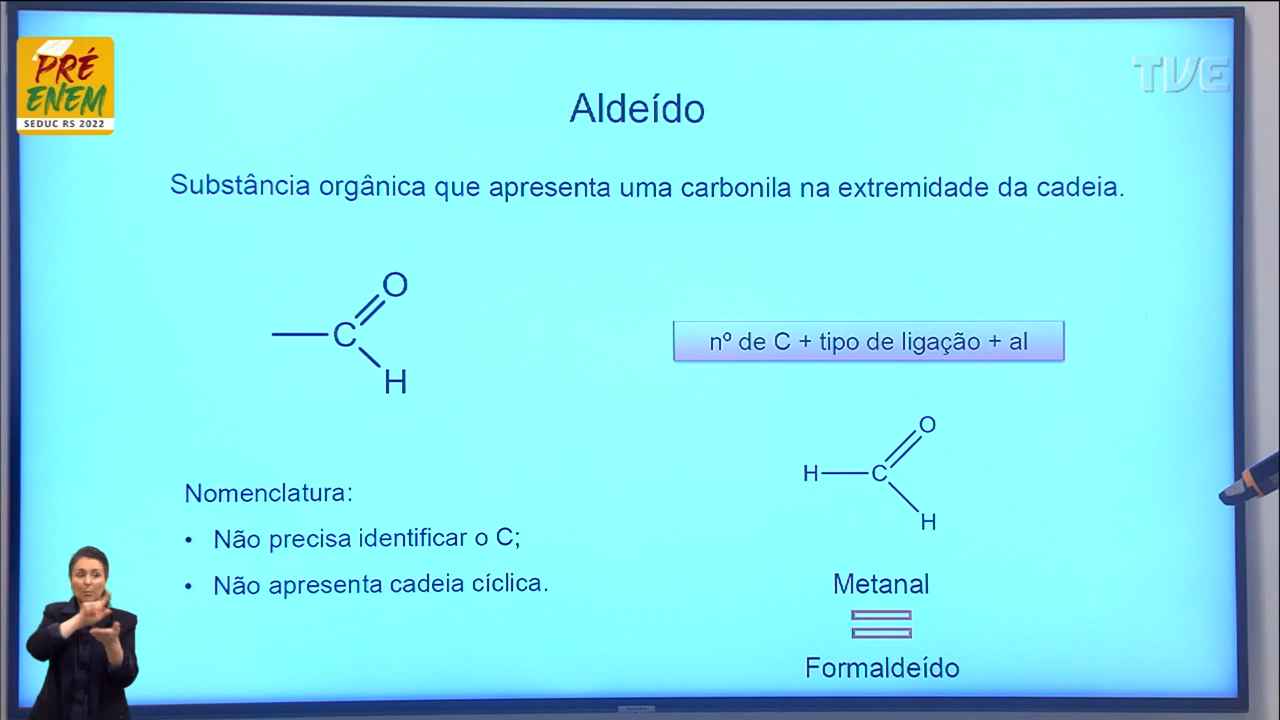 PRÉ
ENEM
SEDUC RS 2022
TVE
Aldeído
Substância orgânica que apresenta uma carbonila na extremidade da cadeia.
O
C
H
nº de C + tipo de ligação + al
O
H C
H
Nomenclatura:
• Não precisa identificar o C;
• Não apresenta cadeia cíclica.
Metanal
Formaldeído